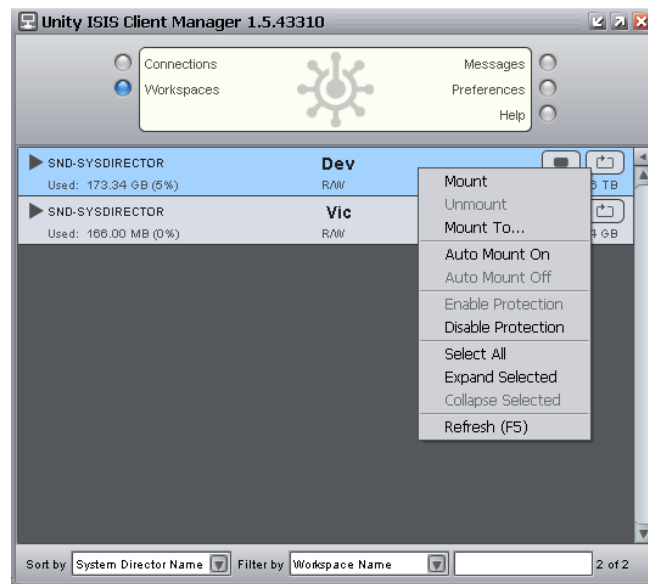 Unity ISIS Client Manager 1.5.43310
Connections
Workspaces
Messages
Preferences
Help
SND-SYSDIRECTOR Dev
Used: 173.34 GB (5%) R/W TB
SND-SYSDIRECTOR Vic
Used: 166.00 MB (0%) R/W GB
Mount
Unmount
Mount To...
Auto Mount On
Auto Mount Off
Enable Protection
Disable Protection
Select All
Expand Selected
Collapse Selected
Refresh (F5)
Sort by System Director Name Filter by Workspace Name 2 of 2